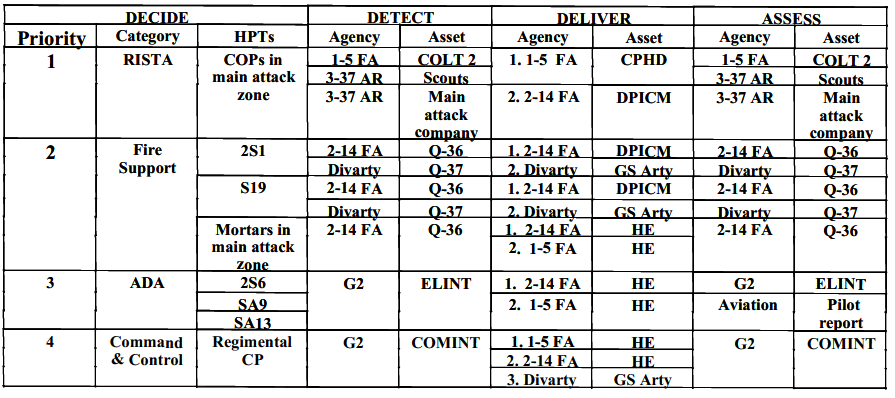 DECIDE DETECT DELIVER ASSESS
Priority Category HPTs Agency Asset Agency Asset Agency Asset
1 RISTA COPs in 1-5 FA COLT 2 1. 1-5 FA CPHD 1-5 FA COLT 2
main attack 3-37 AR Scouts 3-37 AR Scouts
zone 3-37 AR Main 2. 2-14 FA DPICM 3-37 AR Main
attack attack
company company
2 Fire 2S1 2-14 FA Q-36 1. 2-14 FA DPICM 2-14 FA Q-36
Support Divarty Q-37 2. Divarty GS Arty Divarty Q-37
S19 2-14 FA Q-36 1. 2-14 FA DPICM 2-14 FA Q-36
Divarty Q-37 2. Divarty GS Arty Divarty Q-37
Mortars in 2-14 FA Q-36 1. 2-14 FA HE 2-14 FA Q-36
main attack 2. 1-5 FA HE
zone
3 ADA 2S6 G2 ELINT 1. 2-14 FA HE G2 ELINT
SA9 2. 1-5 FA HE Aviation Pilot
SA13 report
4 Command Regimental G2 COMINT 1. 1-5 FA HE G2 COMINT
& Control CP 2. 2-14 FA HE
3. Divarty GS Arty